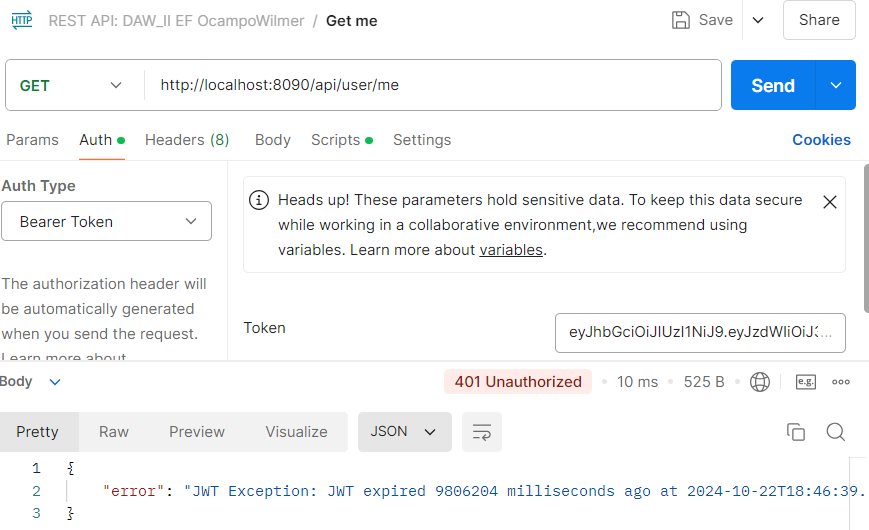 HTTP REST API: DAW_II EF OcampoWilmer / Get me Save Share
GET http://localhost:8090/api/user/me Send
Params Auth Headers (8) Body Scripts Settings Cookies
Auth Type
Bearer Token
The authorization header will
be automatically generated
when you send the request.
Learn more about
Heads up! These parameters hold sensitive data. To keep this data secure
while working in a collaborative environment,we recommend using
variables. Learn more about variables.
Token eyJhbGciOiJIUzI1NiJ9.eyJzdWIiOiJ3...
Body 401 Unauthorized • 10 ms • 525 B • e.g.
Pretty Raw Preview Visualize JSON
1 {
2 "error": "JWT Exception: JWT expired 9806204 milliseconds ago at 2024-10-22T18:46:39.
3 }